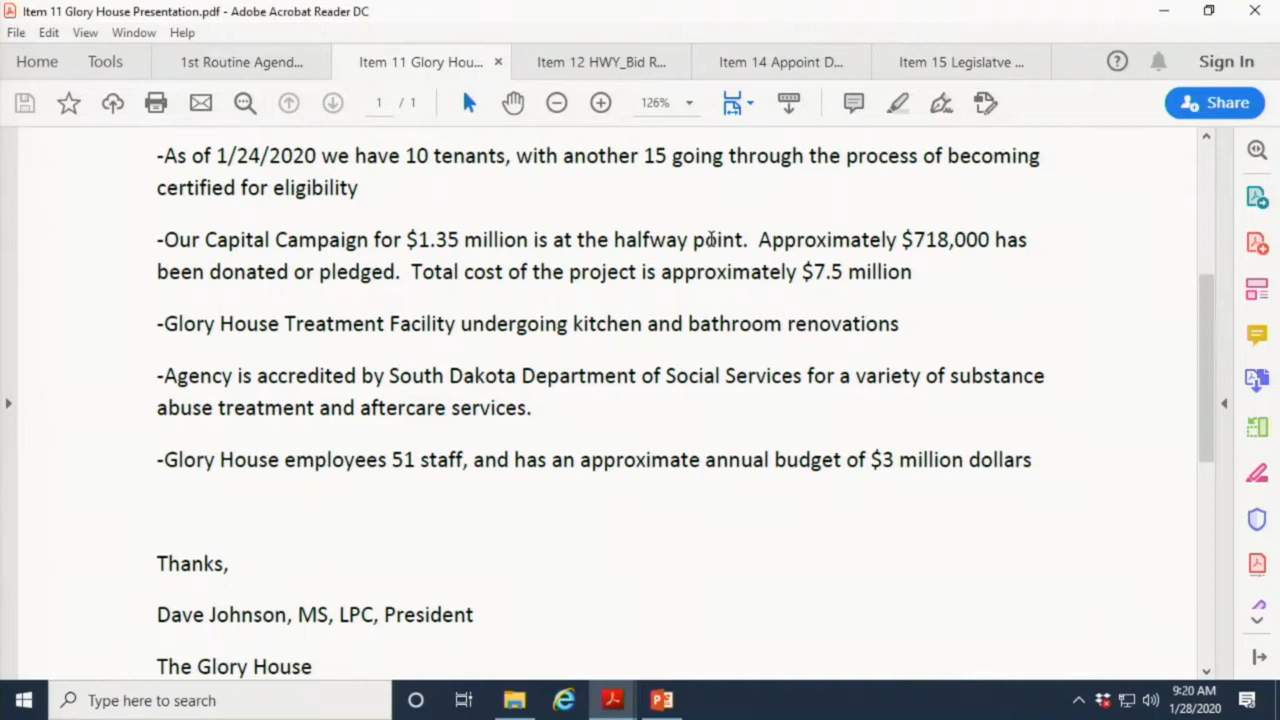 Item 11 Glory House Presentation.pdf - Adobe Acrobat Reader DC
File Edit View Window Help
Home Tools 1st Routine Agend... Item 11 Glory Hou... × Item 12 HWY_Bid R... Item 14 Appoint D... Item 15 Legislatve ... Sign In
1 / 1 126% Share
-As of 1/24/2020 we have 10 tenants, with another 15 going through the process of becoming
certified for eligibility
-Our Capital Campaign for $1.35 million is at the halfway point. Approximately $718,000 has
been donated or pledged. Total cost of the project is approximately $7.5 million
-Glory House Treatment Facility undergoing kitchen and bathroom renovations
-Agency is accredited by South Dakota Department of Social Services for a variety of substance
abuse treatment and aftercare services.
-Glory House employees 51 staff, and has an approximate annual budget of $3 million dollars
Thanks,
Dave Johnson, MS, LPC, President
The Glory House
Type here to search
9:20 AM
1/28/2020